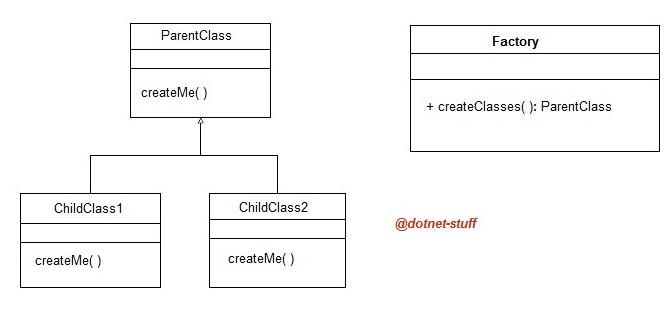 ParentClass
createMe( )
Factory
+ createClasses( ): ParentClass
ChildClass1
createMe( )
ChildClass2
createMe( )
@dotnet-stuff